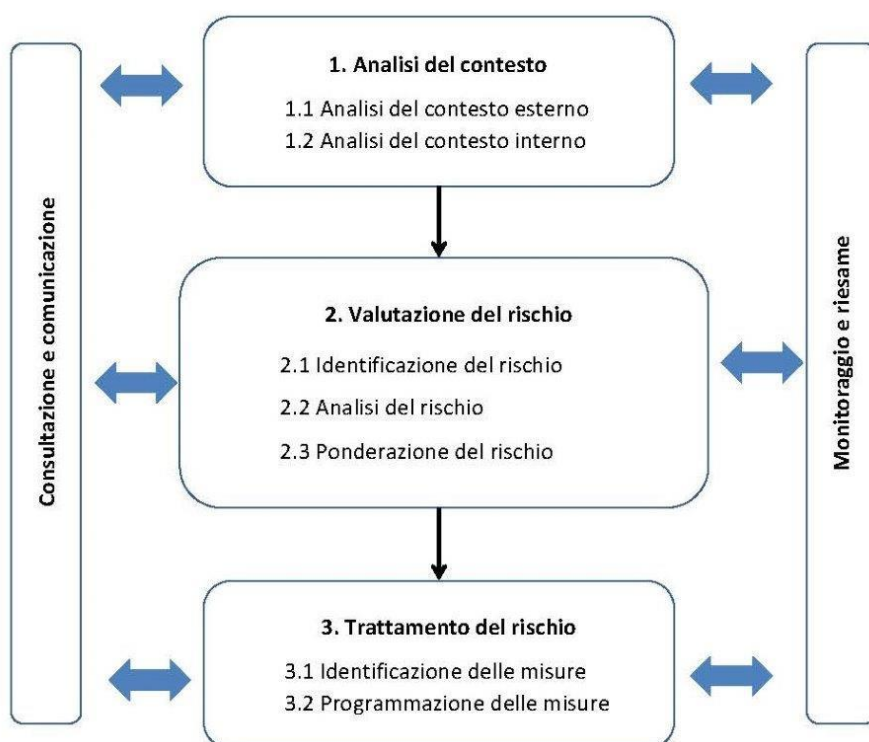 Consultazione e comunicazione
1. Analisi del contesto
1.1 Analisi del contesto esterno
1.2 Analisi del contesto interno
2. Valutazione del rischio
2.1 Identificazione del rischio
2.2 Analisi del rischio
2.3 Ponderazione del rischio
3. Trattamento del rischio
3.1 Identificazione delle misure
3.2 Programmazione delle misure
Monitoraggio e riesame